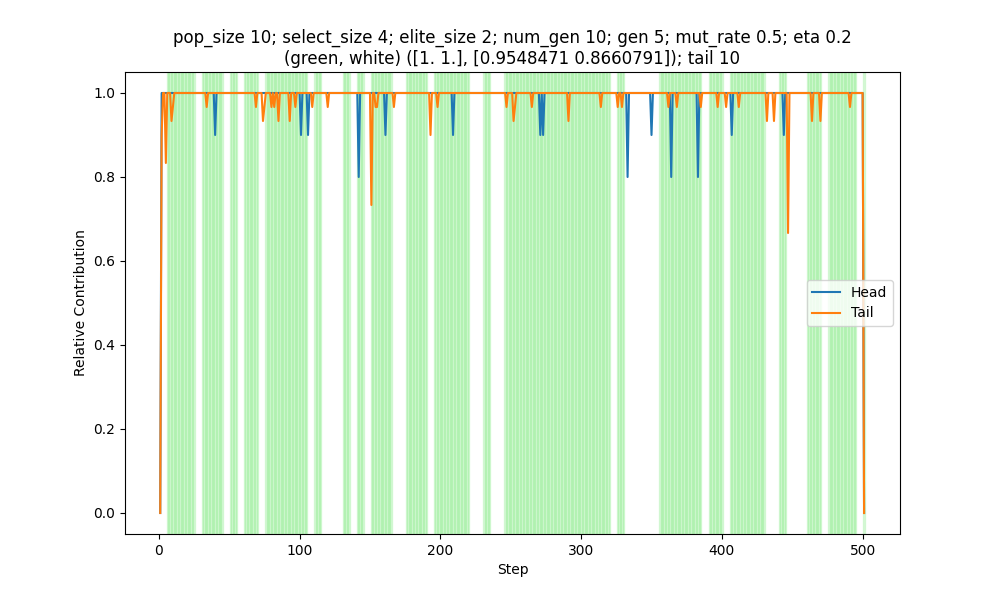 pop_size 10; select_size 4; elite_size 2; num_gen 10; gen 5; mut_rate 0.5; eta 0.2
(green, white) ([1. 1.], [0.9548471 0.8660791]); tail 10
Relative Contribution
1.0
0.8
0.6
0.4
0.2
0.0
Head
Tail
0
100
200
300
400
500
Step